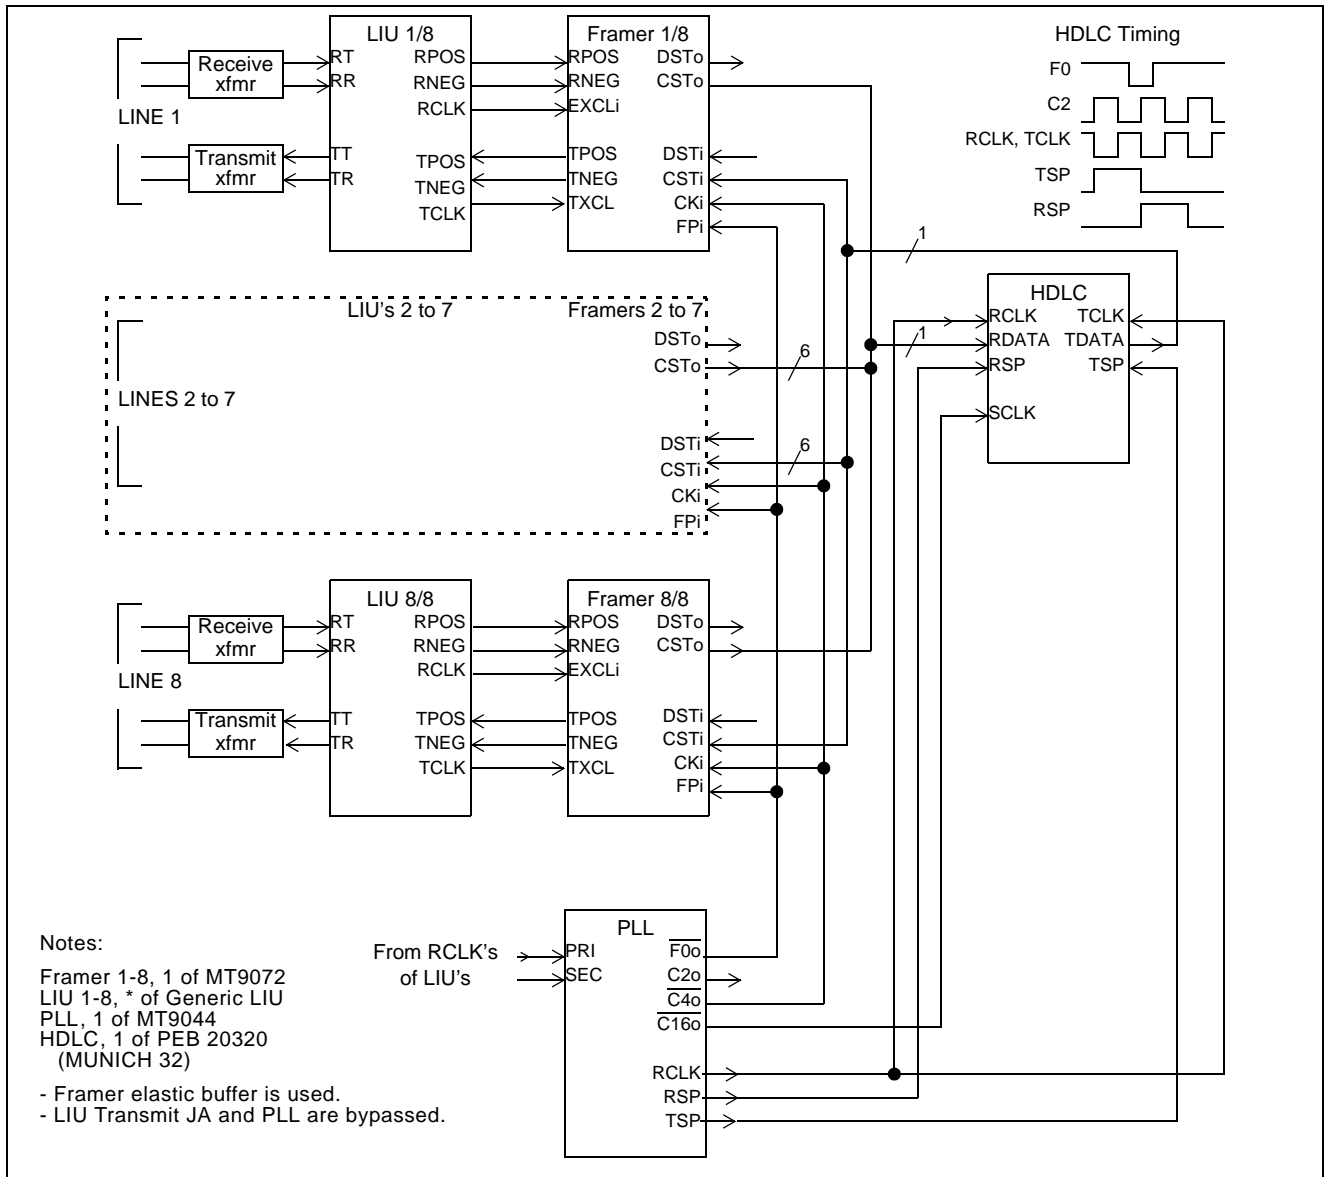 LIU 1/8
Framer 1/8
HDLC Timing
Receive
xfmr
RT
RR
RPOS
RNEG
RCLK
RPOS
RNEG
EXCLi
DSTo
CSTo
LINE 1
Transmit
xfmr
TT
TR
TPOS
TNEG
TCLK
TPOS
TNEG
TXCL
DSTi
CSTi
CKi
FPi
F0
C2
RCLK, TCLK
TSP
RSP
1
LIU's 2 to 7
Framers 2 to 7
DSTo
CSTo
6
LINES 2 to 7
DSTi
CSTi
CKi
FPi
6
1
HDLC
RCLK
RDATA
RSP
SCLK
TCLK
TDATA
TSP
LIU 8/8
Framer 8/8
Receive
xfmr
RT
RR
RPOS
RNEG
RCLK
RPOS
RNEG
EXCLi
DSTo
CSTo
LINE 8
Transmit
xfmr
TT
TR
TPOS
TNEG
TCLK
TPOS
TNEG
TXCL
DSTi
CSTi
CKi
FPi
PLL
From RCLK's
of LIU's
PRI
SEC
F0o
C2o
C4o
C16o
RCLK
RSP
TSP
Notes:
Framer 1-8, 1 of MT9072
LIU 1-8, * of Generic LIU
PLL, 1 of MT9044
HDLC, 1 of PEB 20320
(MUNICH 32)
- Framer elastic buffer is used.
- LIU Transmit JA and PLL are bypassed.